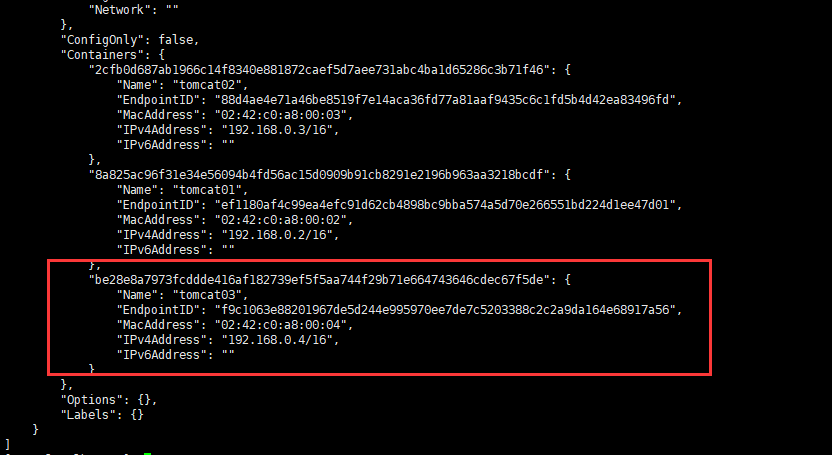 "Network": ""
},
"ConfigOnly": false,
"Containers": {
"2cfb0d687ab1966c14f8340e881872caef5d7aee731abc4ba1d65286c3b71f46": {
"Name": "tomcat02",
"EndpointID": "88d4ae4e71a46be8519f7e14aca36fd77a81aaf9435c6c1fd5b4d42ea83496fd",
"MacAddress": "02:42:c0:a8:00:03",
"IPv4Address": "192.168.0.3/16",
"IPv6Address": ""
},
"8a825ac96f31e34e56094b4fd56ac15d0909b91cb8291e2196b963aa3218bcdf": {
"Name": "tomcat01",
"EndpointID": "ef1180af4c99ea4efc91d62cb4898bc9bba574a5d70e266551bd224d1ee47d01",
"MacAddress": "02:42:c0:a8:00:02",
"IPv4Address": "192.168.0.2/16",
"IPv6Address": ""
},
"be28e8a7973fcddde416af182739ef5f5aa744f29b71e664743646cdec67f5de": {
"Name": "tomcat03",
"EndpointID": "f9c1063e88201967de5d244e995970ee7de7c5203388c2c2a9da164e68917a56",
"MacAddress": "02:42:c0:a8:00:04",
"IPv4Address": "192.168.0.4/16",
"IPv6Address": ""
}
},
"Options": {},
"Labels": {}
}
]